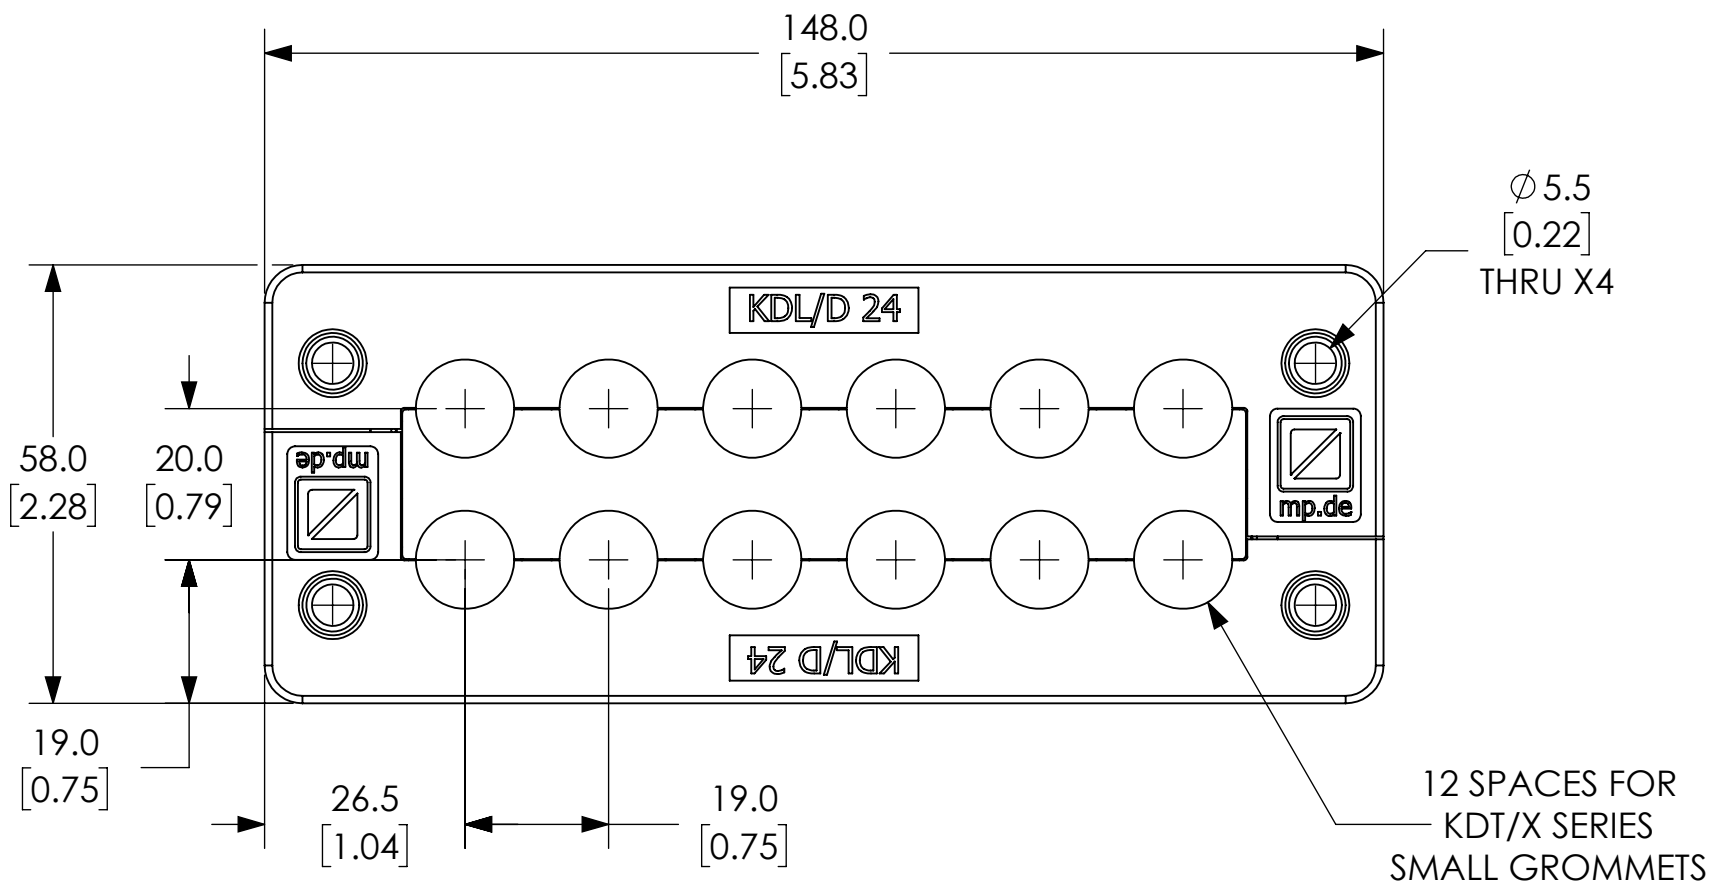 148.0
[5.83]
⌀ 5.5
[0.22]
THRU X4
KDL/D 24
58.0
[2.28]
20.0
[0.79]
mp.de
mp.de
KDL/D 24
19.0
[0.75]
26.5
[1.04]
19.0
[0.75]
12 SPACES FOR
KDT/X SERIES
SMALL GROMMETS